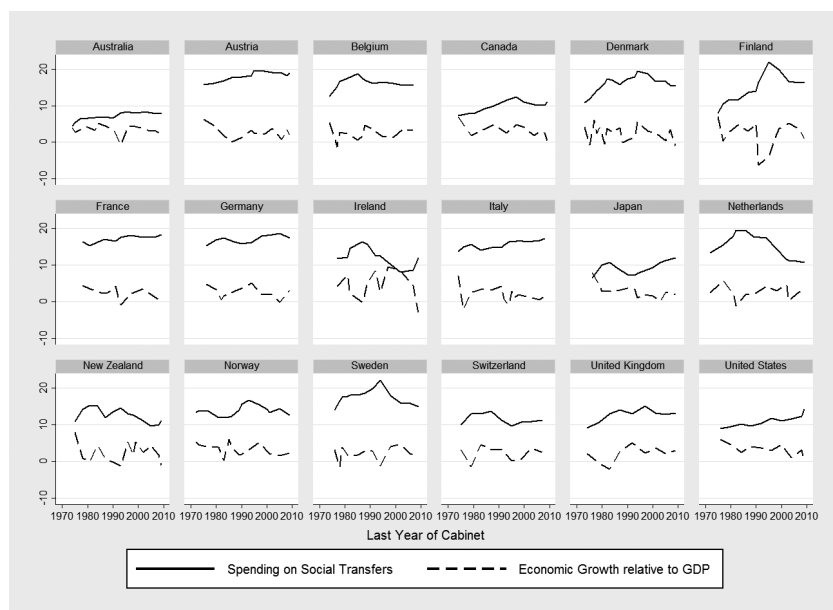 Australia Austria Belgium Canada Denmark Finland
20
10
0
-10
France Germany Ireland Italy Japan Netherlands
20
10
0
-10
New Zealand Norway Sweden Switzerland United Kingdom United States
20
10
0
-10
1970 1980 1990 2000 2010 1970 1980 1990 2000 2010 1970 1980 1990 2000 2010 1970 1980 1990 2000 2010 1970 1980 1990 2000 2010 1970 1980 1990 2000 2010
Last Year of Cabinet
Spending on Social Transfers Economic Growth relative to GDP